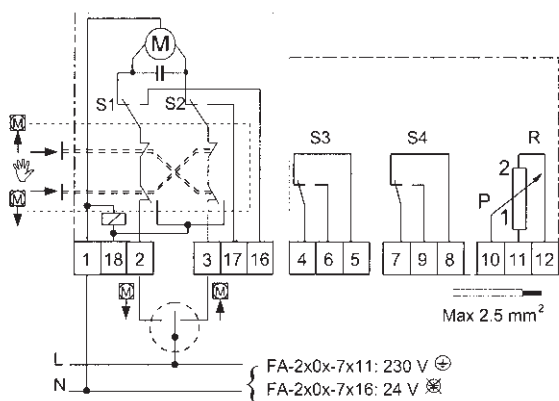 M
S1
S2
M
M
1
18
2
3
17
16
M
M
S3
4
6
5
S4
7
9
8
R
2
P
1
10
11
12
Max 2.5 mm²
L
N
FA-2x0x-7x11: 230 V
FA-2x0x-7x16: 24 V